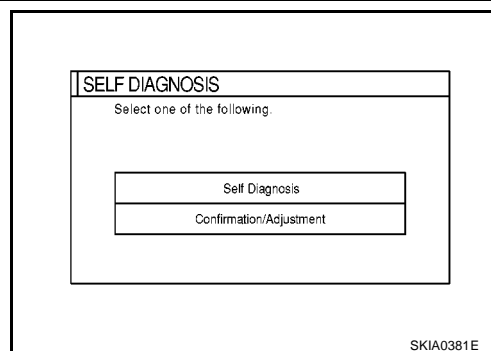 SELF DIAGNOSIS
Select one of the following.
Self Diagnosis
Confirmation/Adjustment
SKIA0381E